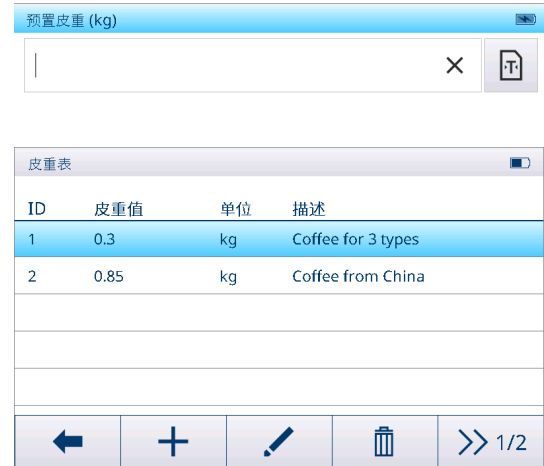 预置皮重 (kg)
T
皮重表
ID 皮重值 单位 描述
1 0.3 kg Coffee for 3 types
2 0.85 kg Coffee from China
1/2